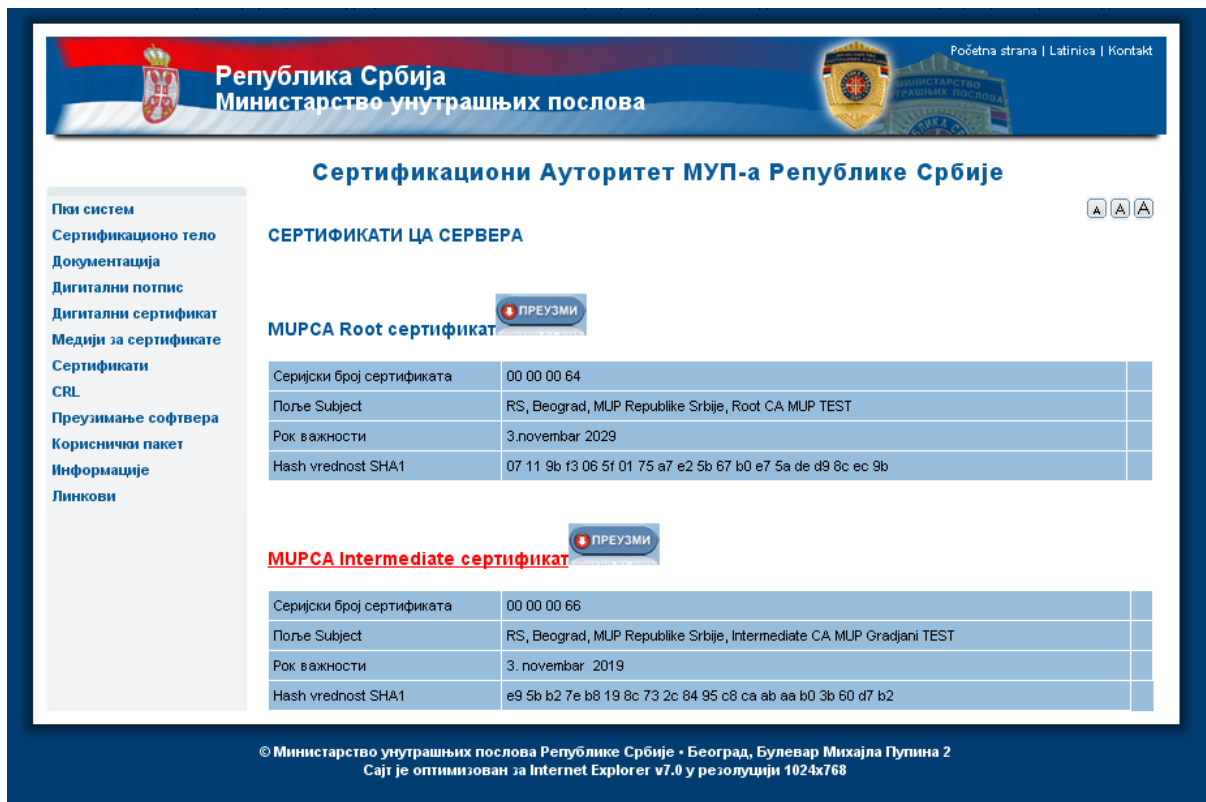 Početna strana | Latinica | Kontakt
Република Србија
Министарство унутрашњих послова
Сертификациони Ауторитет МУП-а Републике Србије
A A A
Пки систем
Сертификационо тело
Документација
Дигитални потпис
Дигитални сертификат
Медији за сертификате
Сертификати
CRL
Преузимање софтвера
Кориснички пакет
Информације
Линкови
СЕРТИФИКАТИ ЦА СЕРВЕРА
MUPCA Root сертификат ПРЕУЗМИ
Серијски број сертификата 00 00 00 64
Поље Subject RS, Beograd, MUP Republike Srbije, Root CA MUP TEST
Рок важности 3.novembar 2029
Hash vrednost SHA1 07 11 9b f3 06 5f 01 75 a7 e2 5b 67 b0 e7 5a de d9 8c ec 9b
MUPCA Intermediate сертификат ПРЕУЗМИ
Серијски број сертификата 00 00 00 66
Поље Subject RS, Beograd, MUP Republike Srbije, Intermediate CA MUP Gradjani TEST
Рок важности 3. novembar 2019
Hash vrednost SHA1 e9 5b b2 7e b8 19 8c 73 2c 84 95 c8 ca ab aa b0 3b 60 d7 b2
© Министарство унутрашњих послова Републике Србије • Београд, Булевар Михајла Пупина 2
Сајт је оптимизован за Internet Explorer v7.0 у резолуцији 1024x768